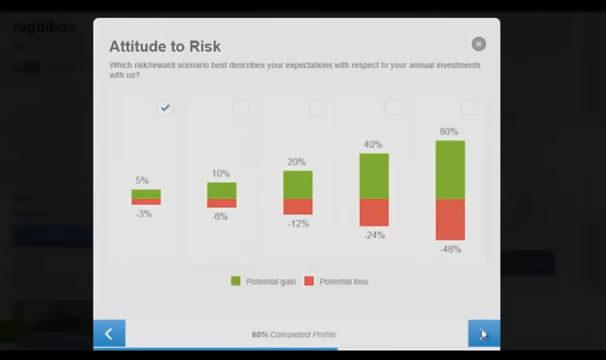 raghibos
Attitude to Risk
Which risk/reward scenario best describes your expectations with respect to your annual investments
with us?
5% 10% 20% 40% 80%
-3% -6% -12% -24% -48%
Potential gain Potential loss
60% Completed Profile